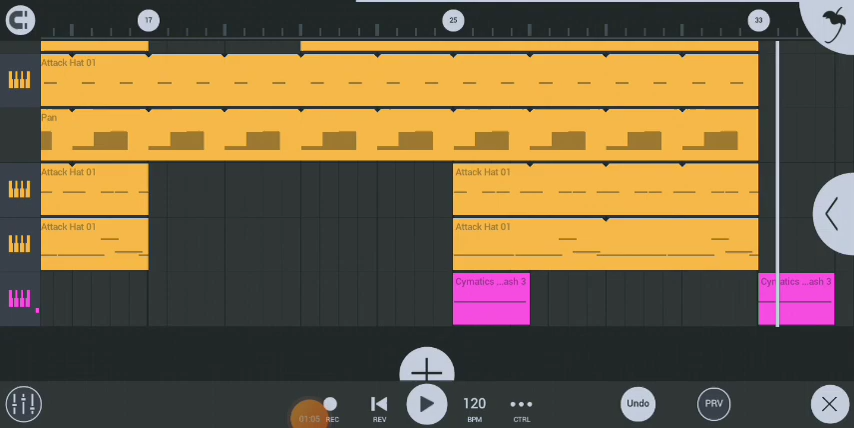 17
25
33
Attack Hat 01
Pan
Attack Hat 01
Attack Hat 01
Attack Hat 01
Attack Hat 01
Cymatics ...ash 3
Cymatics ...ash 3
01:55
REC
REV
120
BPM
CTRL
Undo
PRV